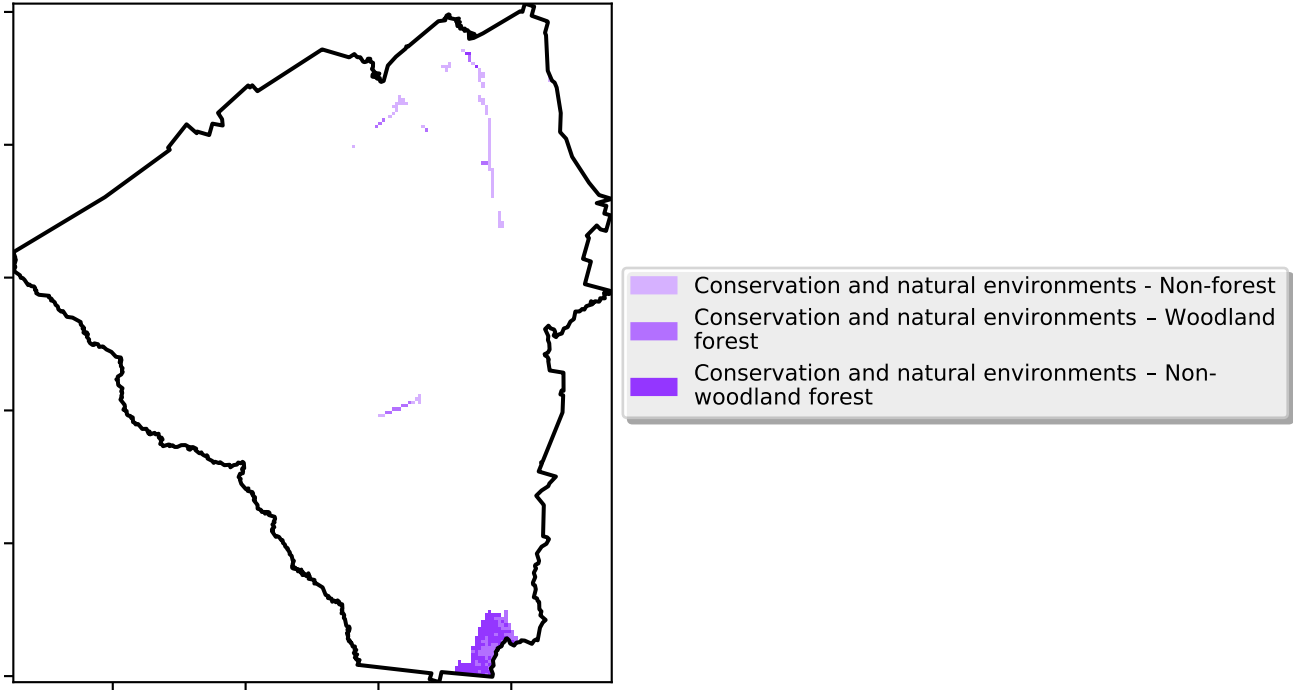 Conservation and natural environments - Non-forest
Conservation and natural environments – Woodland
forest
Conservation and natural environments – Non-
woodland forest